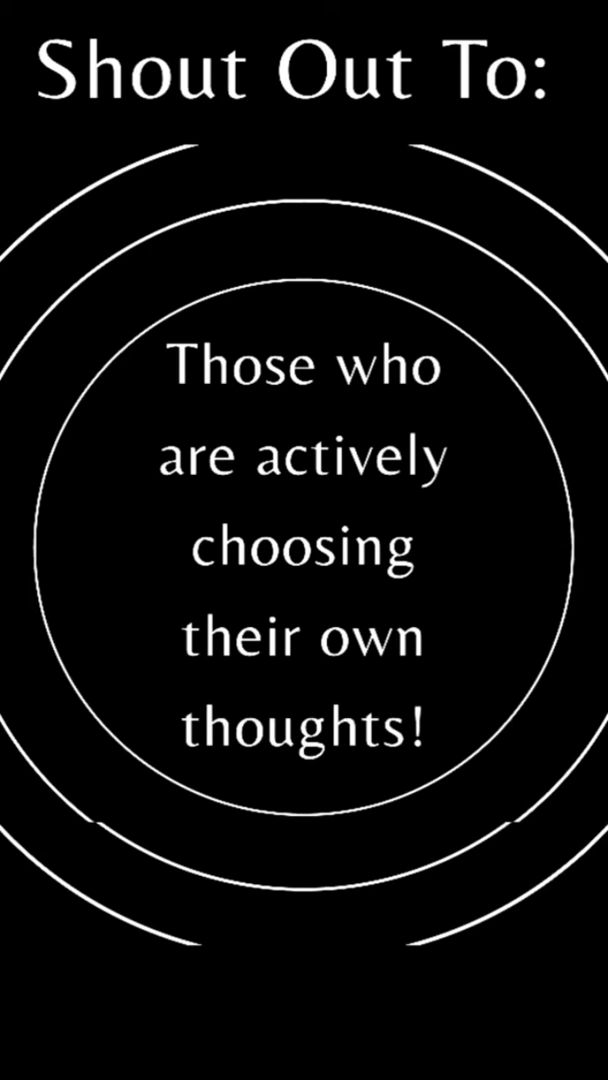 Shout Out To:
Those who
are actively
choosing
their own
thoughts!